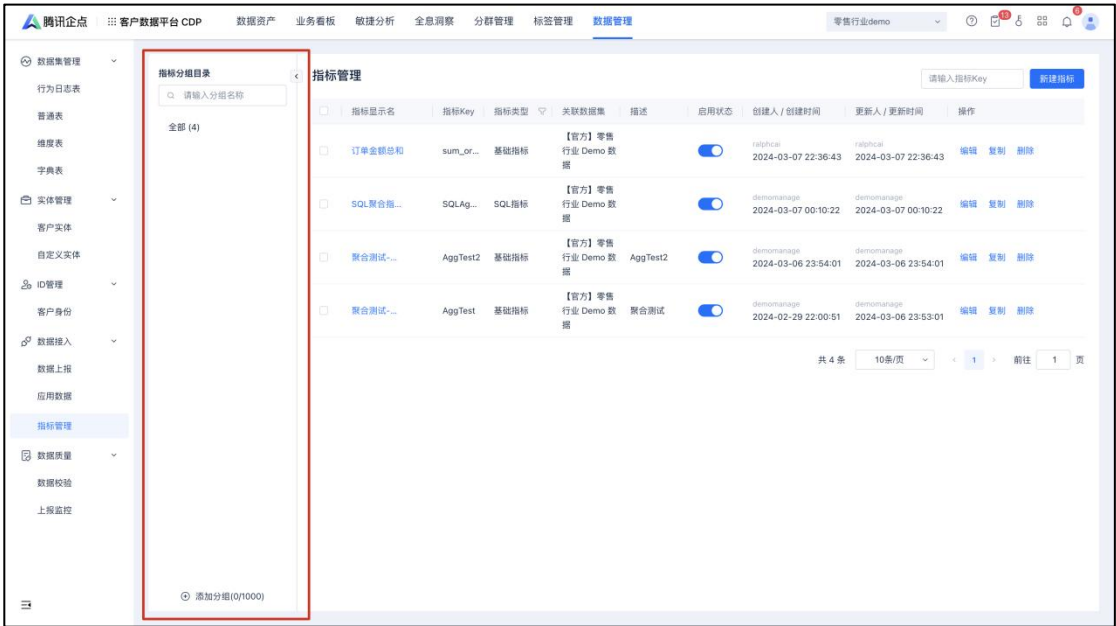 腾讯企点 客户数据平台 CDP 数据资产 业务看板 敏捷分析 全息洞察 分群管理 标签管理 数据管理 零售行业demo 13 6
数据集管理
行为日志表
普通表
维度表
字典表
实体管理
客户实体
自定义实体
ID管理
客户身份
数据接入
数据上报
应用数据
指标管理
数据质量
数据校验
上报监控
指标分组目录
请输入分组名称
全部 (4)
添加分组(0/1000)
指标管理 请输入指标Key 新建指标
指标显示名 指标Key 指标类型 关联数据集 描述 启用状态 创建人 / 创建时间 更新人 / 更新时间 操作
订单金额总和 sum_or... 基础指标 【官方】零售
行业 Demo 数
据 ralphcai
2024-03-07 22:36:43 ralphcai
2024-03-07 22:36:43 编辑 复制 删除
SQL聚合指... SQLAg... SQL指标 【官方】零售
行业 Demo 数
据 demomanage
2024-03-07 00:10:22 demomanage
2024-03-07 00:10:22 编辑 复制 删除
聚合测试-... AggTest2 基础指标 【官方】零售
行业 Demo 数
据 AggTest2 demomanage
2024-03-06 23:54:01 demomanage
2024-03-06 23:54:01 编辑 复制 删除
聚合测试-... AggTest 基础指标 【官方】零售
行业 Demo 数
据 聚合测试 demomanage
2024-02-29 22:00:51 demomanage
2024-03-06 23:53:01 编辑 复制 删除
共 4 条 10条/页 1 前往 1 页